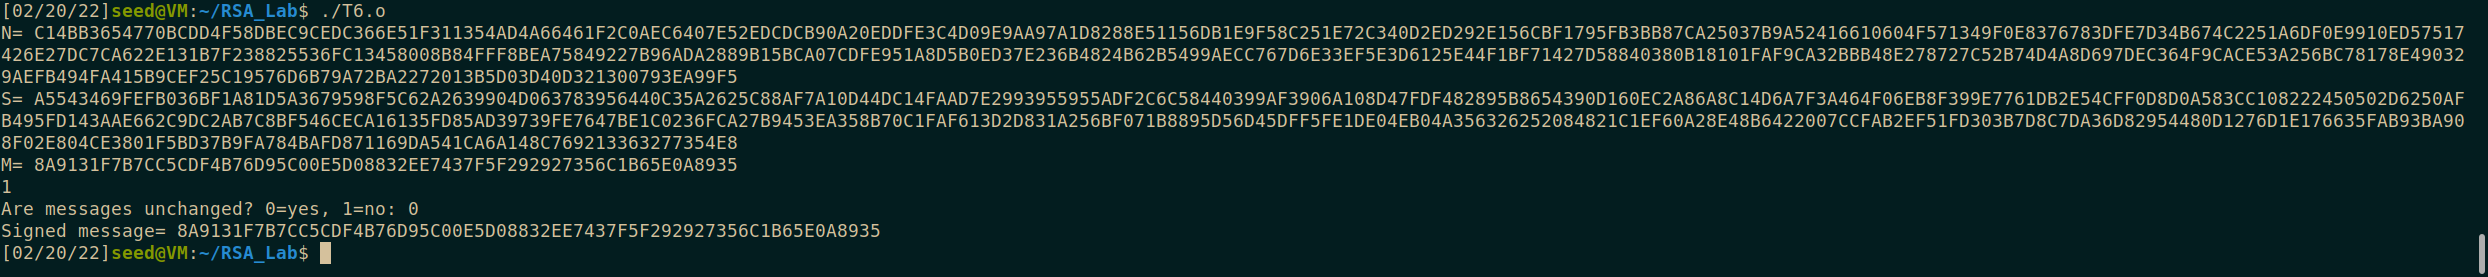 [02/20/22]seed@VM:~/RSA_Lab$ ./T6.o
N= C14BB3654770BCDD4F58DBEC9CEDC366E51F311354AD4A66461F2C0AEC6407E52EDCDCB90A20EDDFE3C4D09E9AA97A1D8288E51156DB1E9F58C251E72C340D2ED292E156CBF1795FB3BB87CA25037B9A52416610604F571349F0E8376783DFE7D34B674C2251A6DF0E9910ED57517
426E27DC7CA622E131B7F238825536FC13458008B84FFF8BEA75849227B96ADA2889B15BCA07CDFE951A8D5B0ED37E236B4824B62B5499AECC767D6E33EF5E3D6125E44F1BF71427D58840380B18101FAF9CA32BBB48E278727C52B74D4A8D697DEC364F9CACE53A256BC78178E49032
9AEFB494FA415B9CEF25C19576D6B79A72BA2272013B5D03D40D321300793EA99F5
S= A5543469FEFB036BF1A81D5A3679598F5C62A2639904D063783956440C35A2625C88AF7A10D44DC14FAAD7E2993955955ADF2C6C58440399AF3906A108D47FDF482895B8654390D160EC2A86A8C14D6A7F3A464F06EB8F399E7761DB2E54CFF0D8D0A583CC108222450502D6250AF
B495FD143AAE662C9DC2AB7C8BF546CECA16135FD85AD39739FE7647BE1C0236FCA27B9453EA358B70C1FAF613D2D831A256BF071B8895D56D45DFF5FE1DE04EB04A356326252084821C1EF60A28E48B6422007CCFAB2EF51FD303B7D8C7DA36D82954480D1276D1E176635FAB93BA90
8F02E804CE3801F5BD37B9FA784BAFD871169DA541CA6A148C769213363277354E8
M= 8A9131F7B7CC5CDF4B76D95C00E5D08832EE7437F5F292927356C1B65E0A8935
1
Are messages unchanged? 0=yes, 1=no: 0
Signed message= 8A9131F7B7CC5CDF4B76D95C00E5D08832EE7437F5F292927356C1B65E0A8935
[02/20/22]seed@VM:~/RSA_Lab$